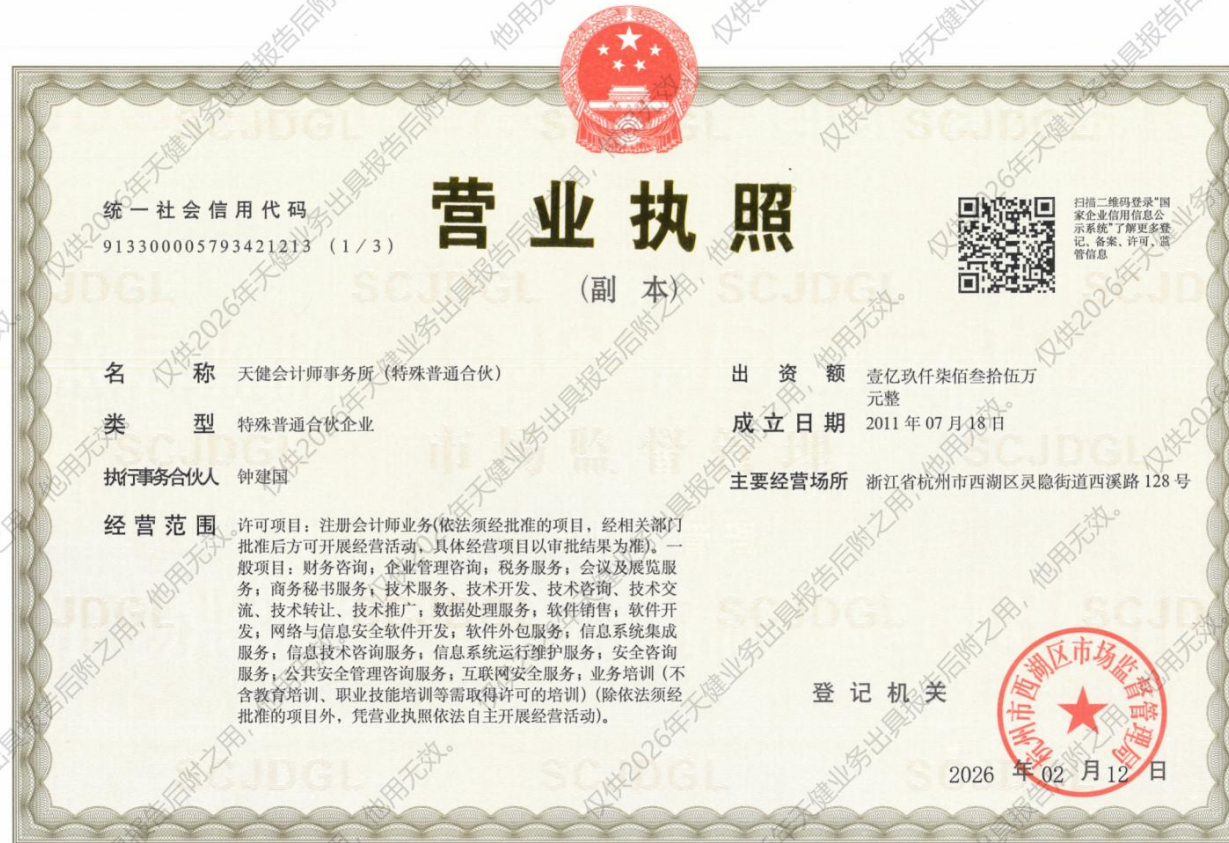 营业执照
(副 本)
统一社会信用代码
913300005793421213 (1/3)
扫描二维码登录“国
家企业信用信息公
示系统”了解更多登
记、备案、许可、监
管信息
名 称 天健会计师事务所(特殊普通合伙)
类 型 特殊普通合伙企业
执行事务合伙人 钟建国
经营范围 许可项目:注册会计师业务(依法须经批准的项目,经相关部门
批准后方可开展经营活动,具体经营项目以审批结果为准)。一
般项目:财务咨询;企业管理咨询;税务服务;会议及展览服
务;商务秘书服务;技术服务、技术开发、技术咨询、技术交
流、技术转让、技术推广;数据处理服务;软件销售;软件开
发;网络与信息安全软件开发;软件外包服务;信息系统集成
服务;信息技术咨询服务;信息系统运行维护服务;安全咨询
服务;公共安全管理咨询服务;互联网安全服务;业务培训(不
含教育培训、职业技能培训等需取得许可的培训)(除依法须经
批准的项目外,凭营业执照依法自主开展经营活动)。
出 资 额 壹亿玖仟柒佰叁拾伍万
元整
成立日期 2011年07月18日
主要经营场所 浙江省杭州市西湖区灵隐街道西溪路128号
登记机关
杭州市西湖区市场监督管理局
2026 年 02 月 12 日
SCJDGL
市场监督管理
仅供2026年天健业务出具报告后附之用,他用无效。